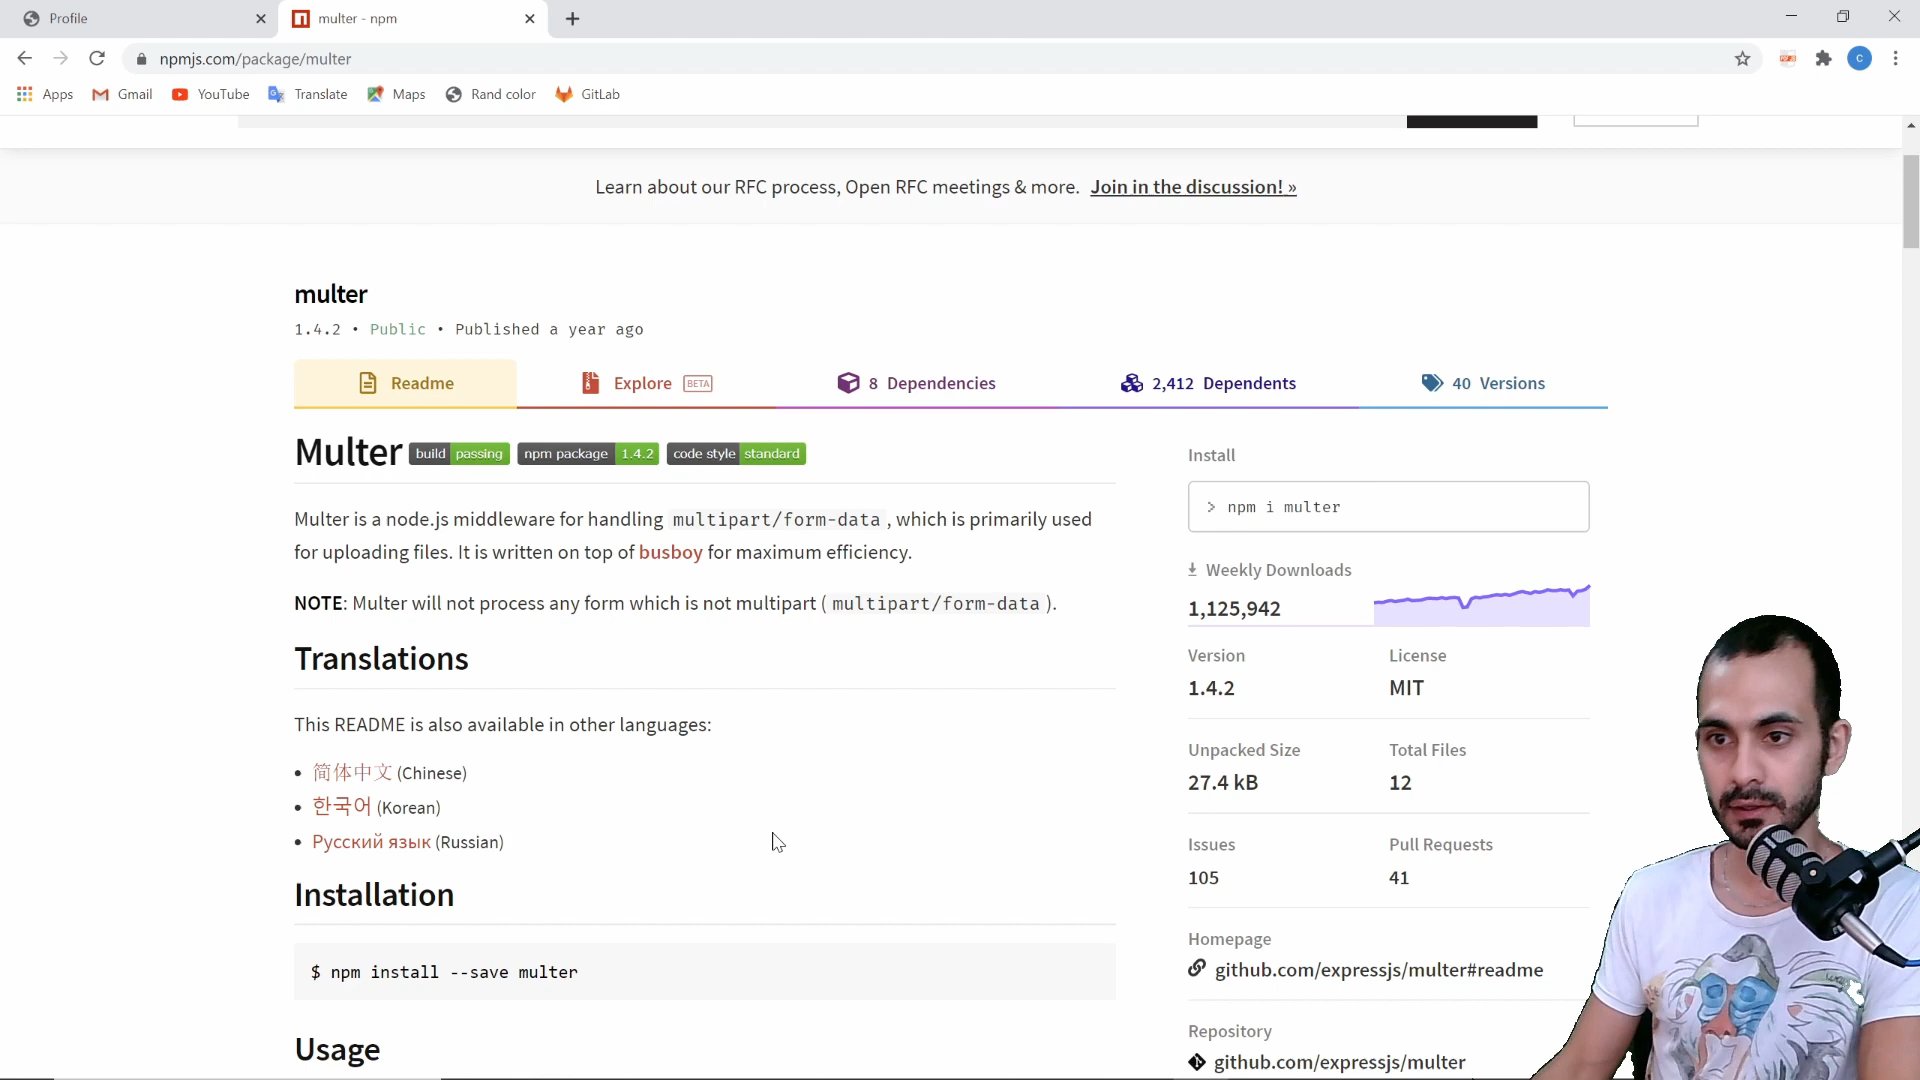 Profile
multer - npm
npmjs.com/package/multer
C
Apps
Gmail
YouTube
Translate
Maps
Rand color
GitLab
Learn about our RFC process, Open RFC meetings & more. Join in the discussion! »
multer
1.4.2 • Public • Published a year ago
Readme
Explore BETA
8 Dependencies
2,412 Dependents
40 Versions
Multer build passing npm package 1.4.2 code style standard
Multer is a node.js middleware for handling multipart/form-data , which is primarily used
for uploading files. It is written on top of busboy for maximum efficiency.
NOTE: Multer will not process any form which is not multipart ( multipart/form-data ).
Translations
This README is also available in other languages:
• 简体中文 (Chinese)
• 한국어 (Korean)
• Русский язык (Russian)
Installation
$ npm install --save multer
Usage
Install
> npm i multer
Weekly Downloads
1,125,942
Version License
1.4.2 MIT
Unpacked Size Total Files
27.4 kB 12
Issues Pull Requests
105 41
Homepage
github.com/expressjs/multer#readme
Repository
github.com/expressjs/multer